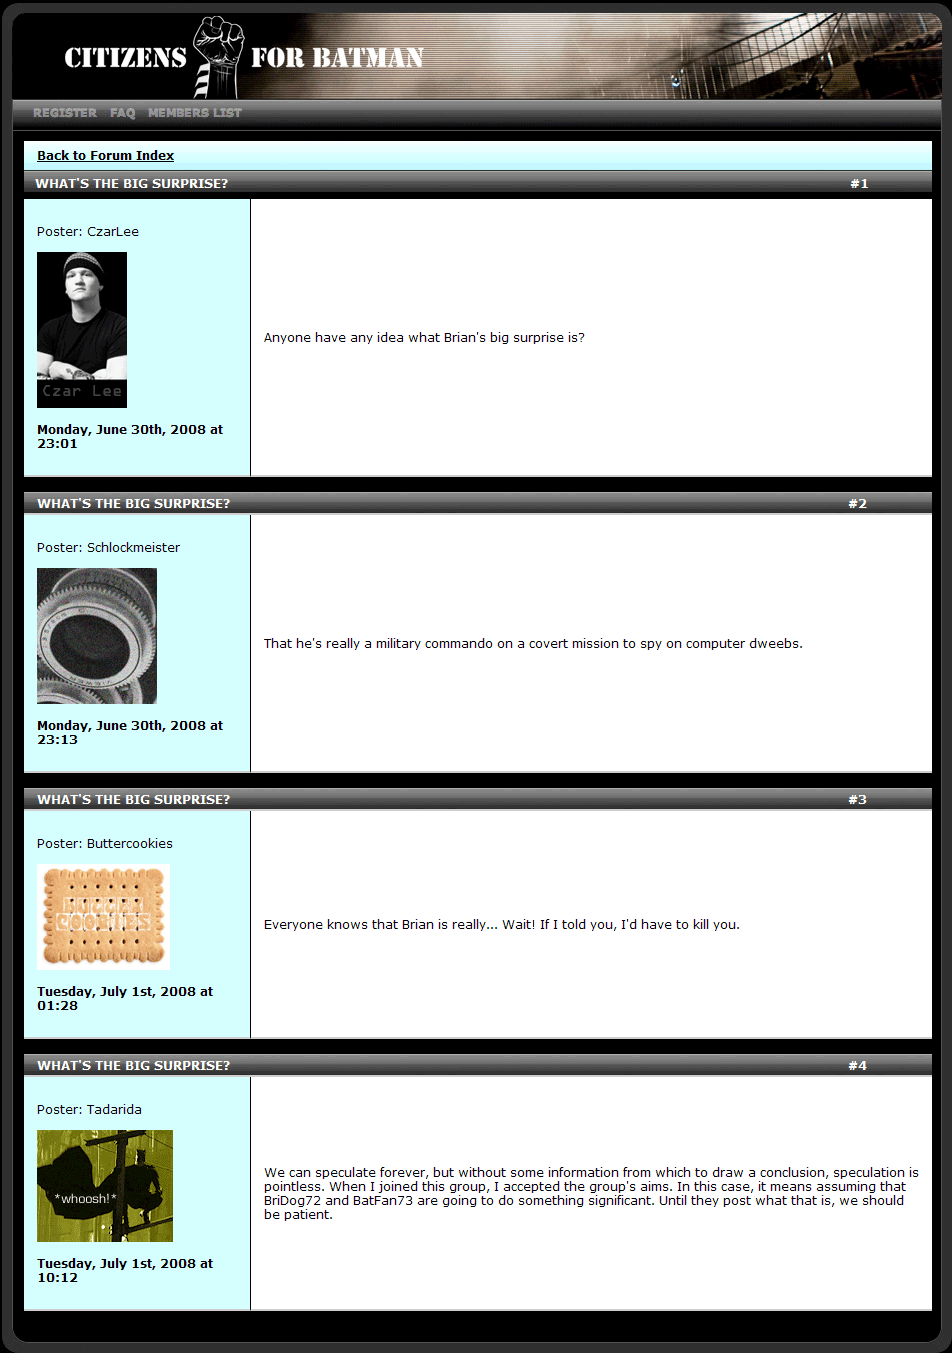 CITIZENS FOR BATMAN
REGISTER FAQ MEMBERS LIST
Back to Forum Index
WHAT'S THE BIG SURPRISE? #1
Poster: CzarLee
Czar Lee
Monday, June 30th, 2008 at
23:01
Anyone have any idea what Brian's big surprise is?
WHAT'S THE BIG SURPRISE? #2
Poster: Schlockmeister
VIEWER
Monday, June 30th, 2008 at
23:13
That he's really a military commando on a covert mission to spy on computer dweebs.
WHAT'S THE BIG SURPRISE? #3
Poster: Buttercookies
BUTTER
COOKIES
Tuesday, July 1st, 2008 at
01:28
Everyone knows that Brian is really... Wait! If I told you, I'd have to kill you.
WHAT'S THE BIG SURPRISE? #4
Poster: Tadarida
*whoosh!*
Tuesday, July 1st, 2008 at
10:12
We can speculate forever, but without some information from which to draw a conclusion, speculation is
pointless. When I joined this group, I accepted the group's aims. In this case, it means assuming that
BriDog72 and BatFan73 are going to do something significant. Until they post what that is, we should
be patient.